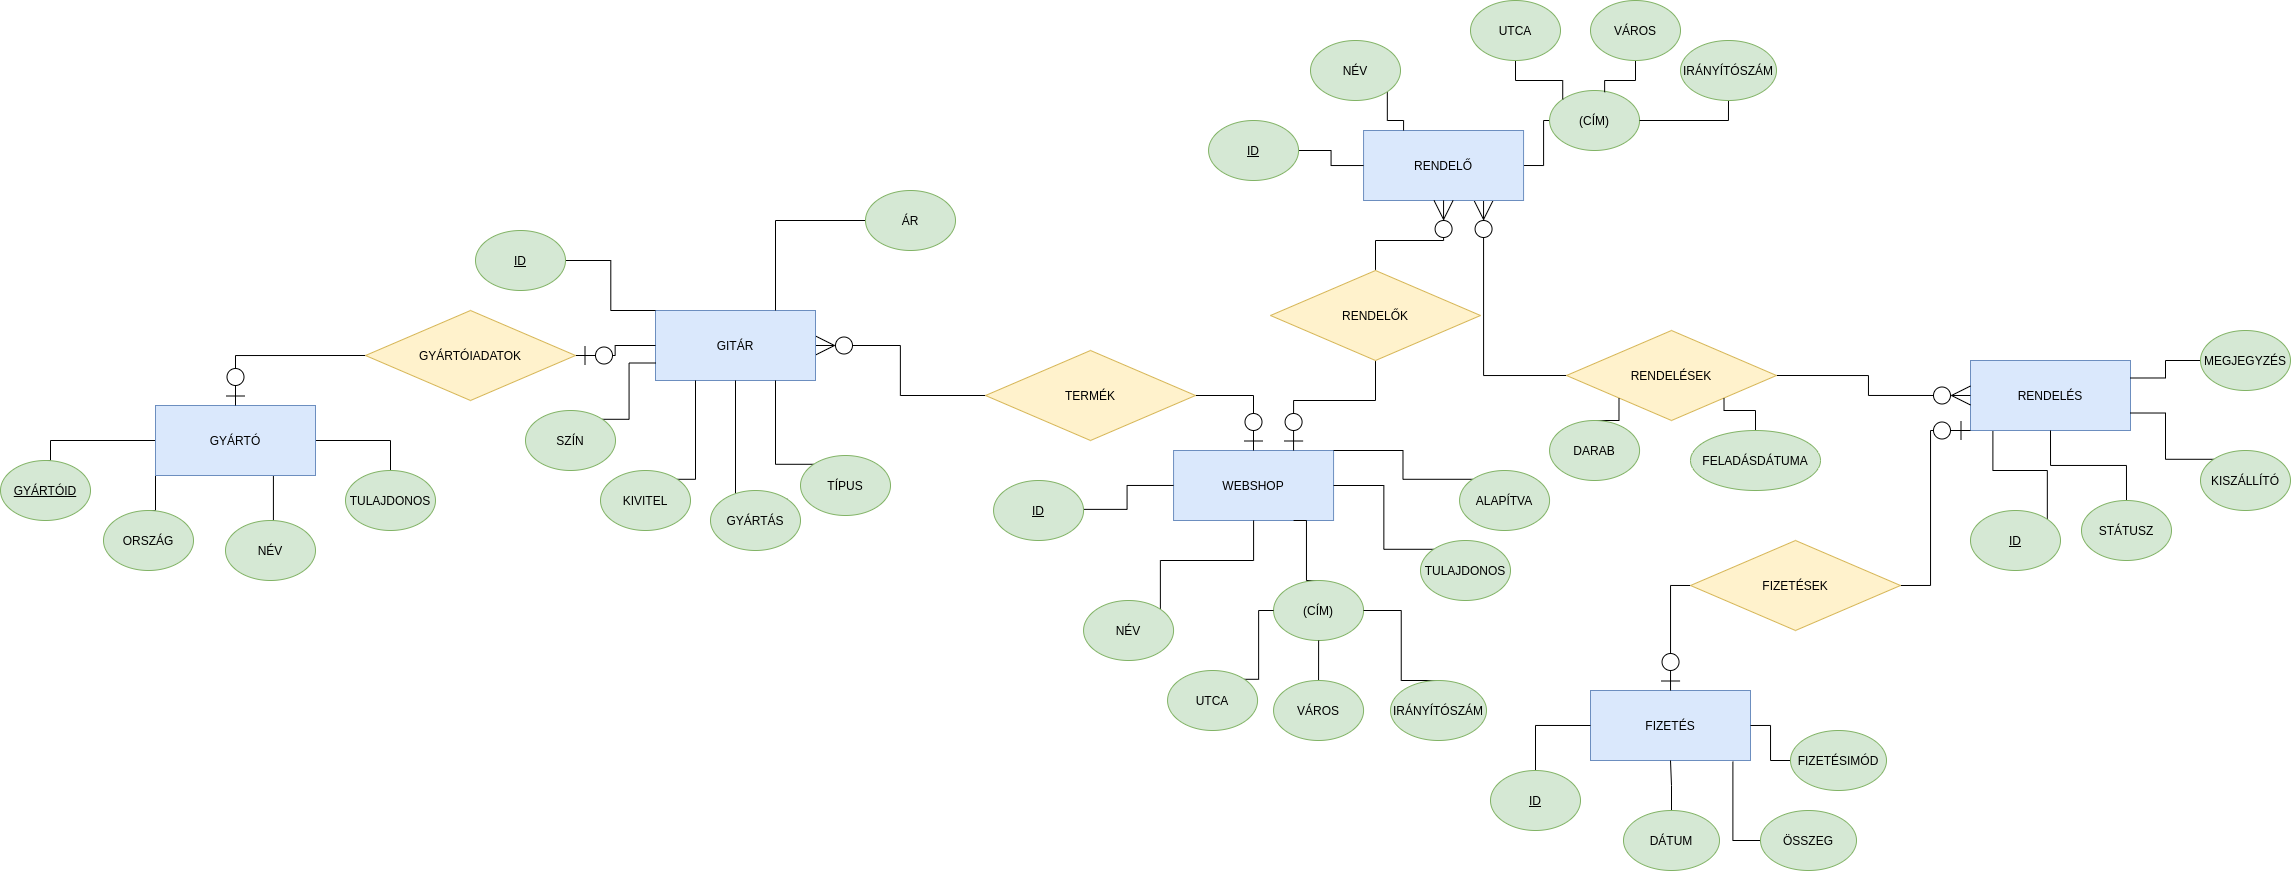 UTCA
VÁROS
NÉV
IRÁNYÍTÓSZÁM
(CÍM)
ID
RENDELŐ
ÁR
ID
RENDELŐK
GITÁR
GYÁRTÓIADATOK
MEGJEGYZÉS
RENDELÉSEK
TERMÉK
RENDELÉS
GYÁRTÓ
SZÍN
DARAB
FELADÁSDÁTUMA
KISZÁLLÍTÓ
WEBSHOP
TÍPUS
GYÁRTÓID
TULAJDONOS
KIVITEL
ALAPÍTVA
ID
GYÁRTÁS
STÁTUSZ
ORSZÁG
ID
NÉV
TULAJDONOS
FIZETÉSEK
(CÍM)
NÉV
UTCA
VÁROS
IRÁNYÍTÓSZÁM
FIZETÉS
FIZETÉSIMÓD
ID
DÁTUM
ÖSSZEG